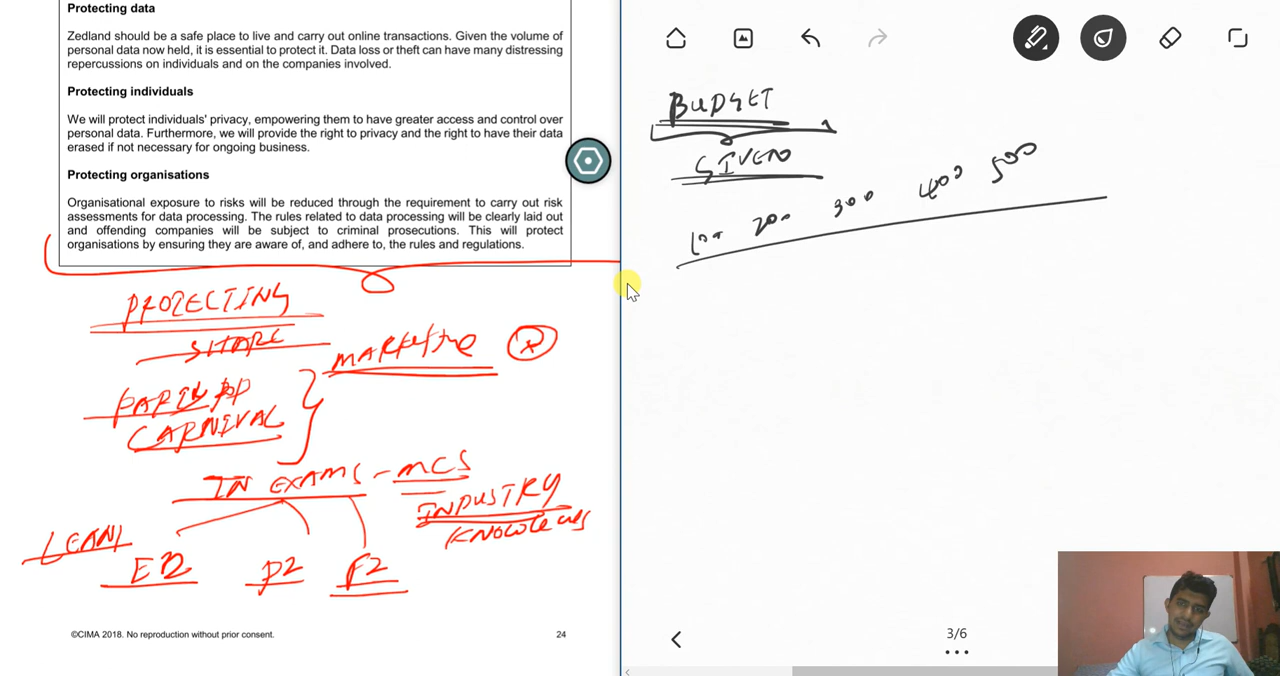 Protecting data
Zedland should be a safe place to live and carry out online transactions. Given the volume of
personal data now held, it is essential to protect it. Data loss or theft can have many distressing
repercussions on individuals and on the companies involved.
Protecting individuals
We will protect individuals' privacy, empowering them to have greater access and control over
personal data. Furthermore, we will provide the right to privacy and the right to have their data
erased if not necessary for ongoing business.
Protecting organisations
Organisational exposure to risks will be reduced through the requirement to carry out risk
assessments for data processing. The rules related to data processing will be clearly laid out
and offending companies will be subject to criminal prosecutions. This will protect
organisations by ensuring they are aware of, and adhere to, the rules and regulations.
PROTECTING
SHARE
CARNIVAL
IN EXAMS - MCS
INDUSTRY
LEAN
E2 P2 F2
©CIMA 2018. No reproduction without prior consent. 24
BUDGET
GIVEN
100 200 300 400 500
3/6